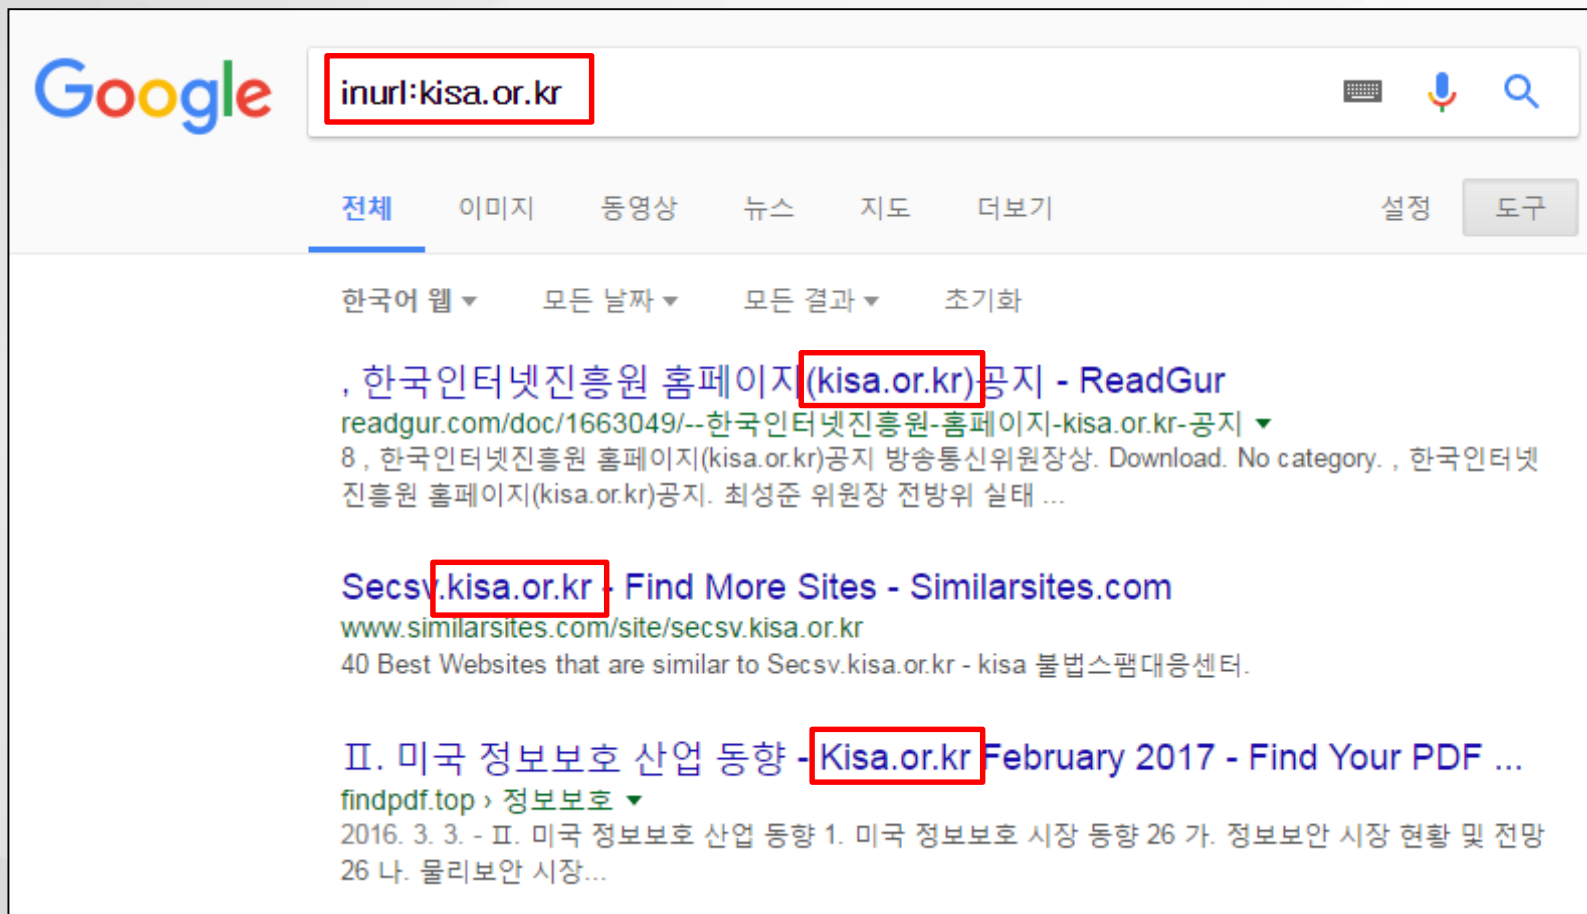 Google
inurl:kisa.or.kr
전체 이미지 동영상 뉴스 지도 더보기 설정 도구
한국어 웹 모든 날짜 모든 결과 초기화
, 한국인터넷진흥원 홈페이지(kisa.or.kr)공지 - ReadGur
readgur.com/doc/1663049/--한국인터넷진흥원-홈페이지-kisa.or.kr-공지
8 , 한국인터넷진흥원 홈페이지(kisa.or.kr)공지 방송통신위원장상. Download. No category. , 한국인터넷
진흥원 홈페이지(kisa.or.kr)공지. 최성준 위원장 전방위 실태 ...
Secsv.kisa.or.kr - Find More Sites - Similarsites.com
www.similarsites.com/site/secsv.kisa.or.kr
40 Best Websites that are similar to Secsv.kisa.or.kr - kisa 불법스팸대응센터.
Ⅱ. 미국 정보보호 산업 동향 - Kisa.or.kr February 2017 - Find Your PDF ...
findpdf.top › 정보보호
2016. 3. 3. - Ⅱ. 미국 정보보호 산업 동향 1. 미국 정보보호 시장 동향 26 가. 정보보안 시장 현황 및 전망
26 나. 물리보안 시장...